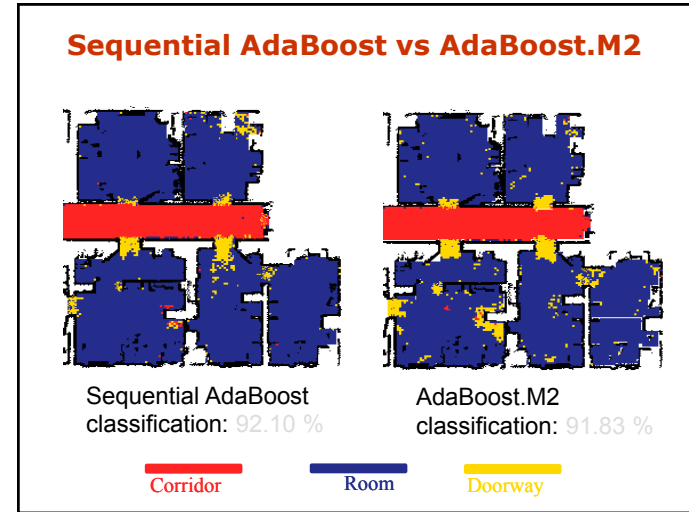 Sequential AdaBoost vs AdaBoost.M2
Sequential AdaBoost
classification: 92.10 %
AdaBoost.M2
classification: 91.83 %
Corridor
Room
Doorway